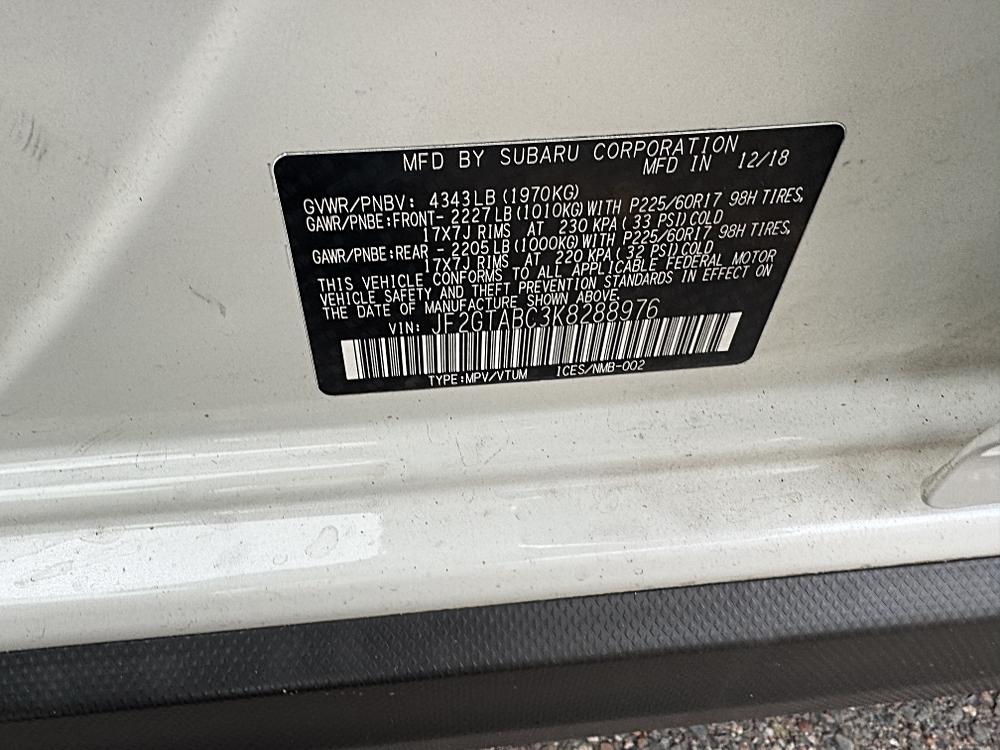 MFD BY SUBARU CORPORATION
MFD IN 12/18
GVWR/PNBV: 4343LB(1970KG)
GAWR/PNBE:FRONT- 2227LB(1010KG)WITH P225/60R17 98H TIRES,
17X7J RIMS AT 230 KPA( 33 PSI)COLD
GAWR/PNBE:REAR - 2205LB(1000KG)WITH P225/60R17 98H TIRES,
17X7J RIMS AT 220 KPA( 32 PSI)COLD
THIS VEHICLE CONFORMS TO ALL APPLICABLE FEDERAL MOTOR
VEHICLE SAFETY AND THEFT PREVENTION STANDARDS IN EFFECT ON
THE DATE OF MANUFACTURE SHOWN ABOVE.
VIN: JF2GTABC3K8288976
TYPE:MPV/VTUM ICES/NMB-002